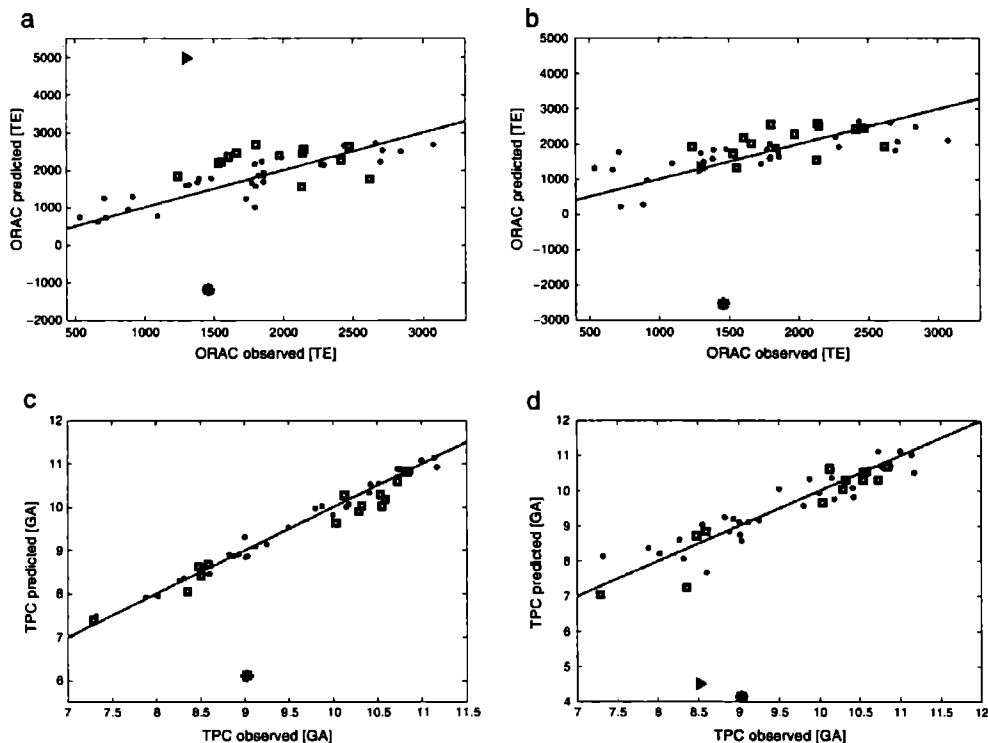 a
5000
4000
3000
2000
1000
0
−1000
−2000
ORAC predicted [TE]
500 1000 1500 2000 2500 3000
ORAC observed [TE]
b
5000
4000
3000
2000
1000
0
−1000
−2000
−3000
ORAC predicted [TE]
500 1000 1500 2000 2500 3000
ORAC observed [TE]
c
12
11
10
9
8
7
6
TPC predicted [GA]
7 7.5 8 8.5 9 9.5 10 10.5 11 11.5
TPC observed [GA]
d
12
11
10
9
8
7
6
5
4
TPC predicted [GA]
7 7.5 8 8.5 9 9.5 10 10.5 11 11.5 12
TPC observed [GA]